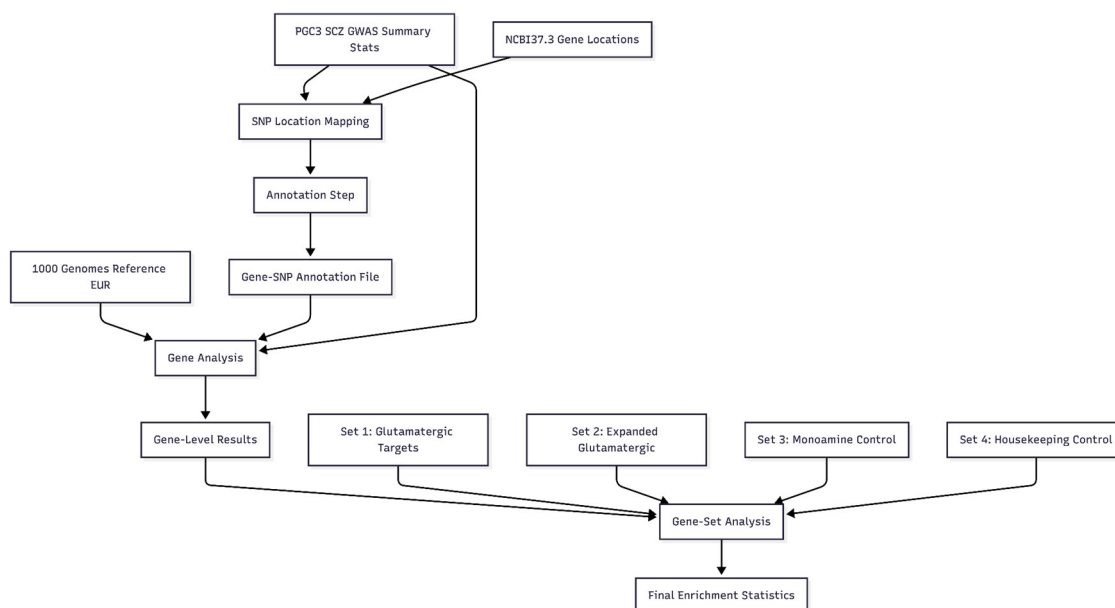 PGC3 SCZ GWAS Summary
Stats
NCBI37.3 Gene Locations
SNP Location Mapping
Annotation Step
1000 Genomes Reference
EUR
Gene-SNP Annotation File
Gene Analysis
Gene-Level Results
Set 1: Glutamatergic
Targets
Set 2: Expanded
Glutamatergic
Set 3: Monoamine Control
Set 4: Housekeeping Control
Gene-Set Analysis
Final Enrichment Statistics